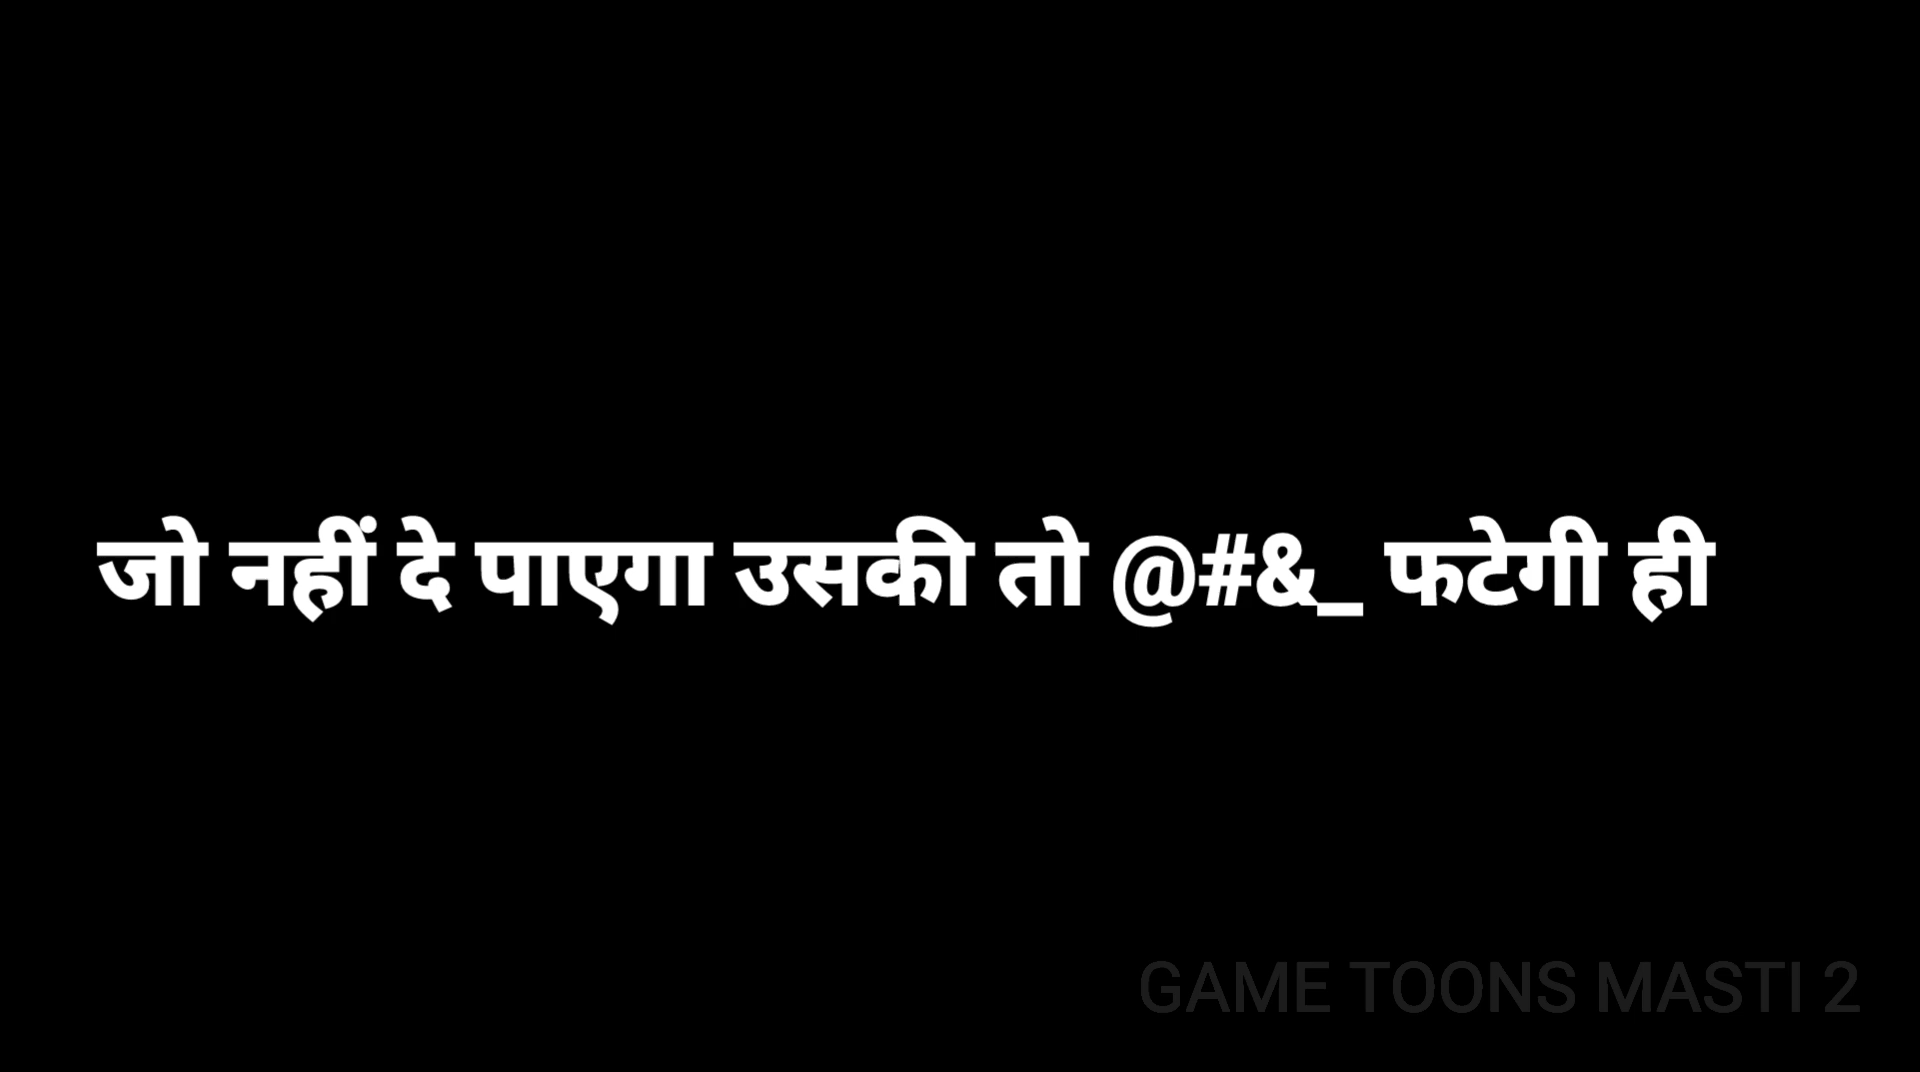 जो नहीं दे पाएगा उसकी तो @#&_ फटेगी ही
GAME TOONS MASTI 2